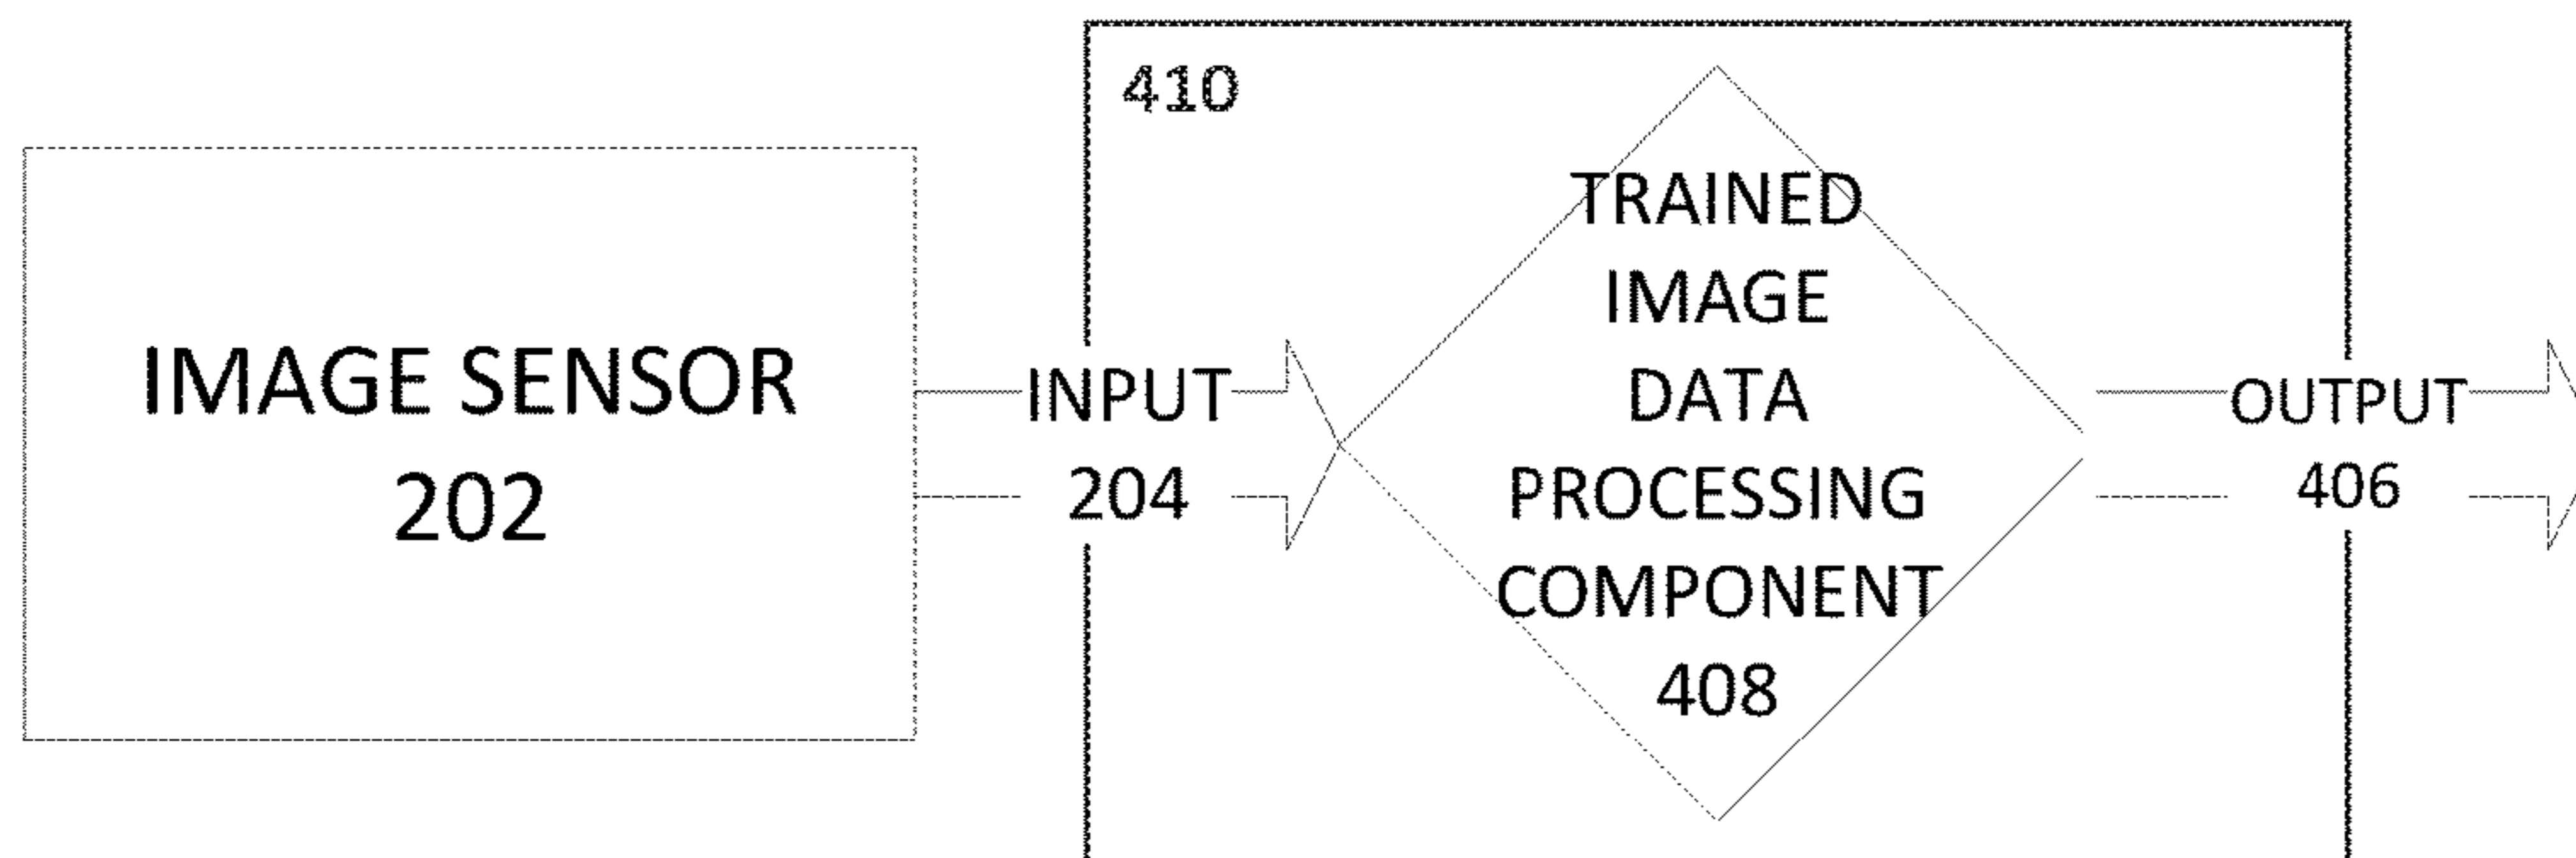 410
IMAGE SENSOR
202
INPUT
204
TRAINED
IMAGE
DATA
PROCESSING
COMPONENT
408
OUTPUT
406